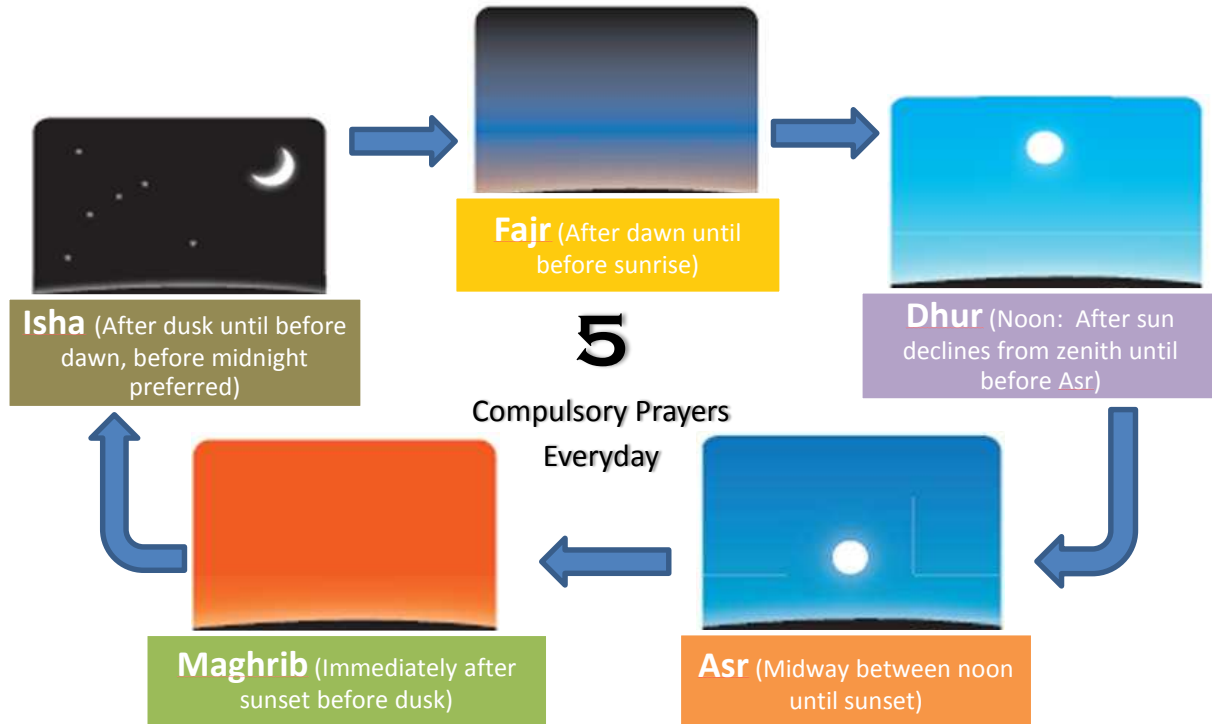 Fajr (After dawn until
before sunrise)
Dhur (Noon:  After sun
declines from zenith until
before Asr)
Isha (After dusk until before
dawn, before midnight
preferred)
5
Compulsory Prayers
Everyday
Maghrib (Immediately after
sunset before dusk)
Asr (Midway between noon
until sunset)